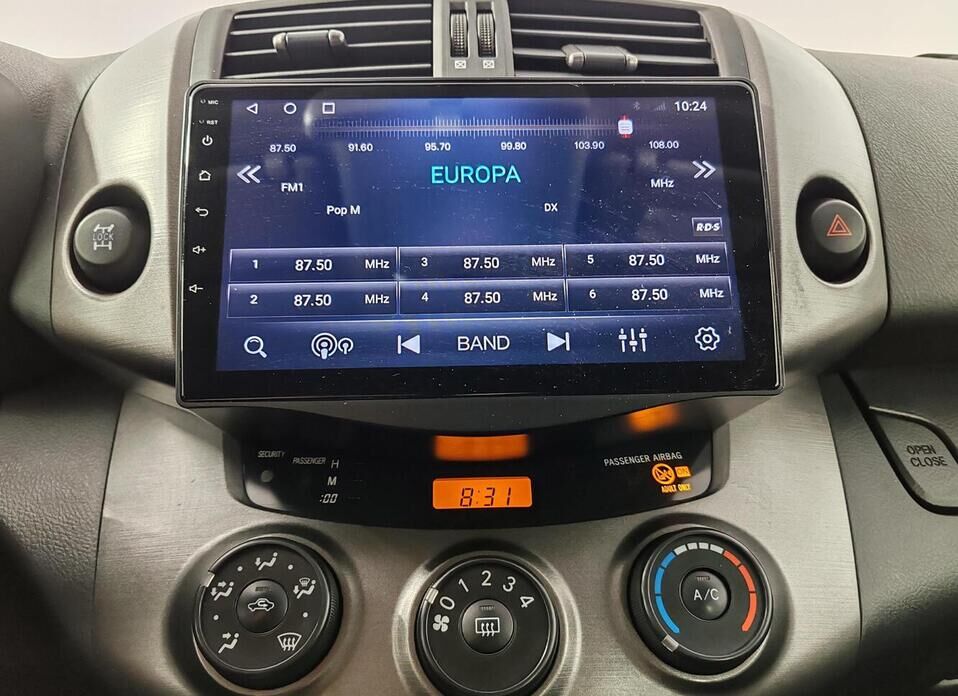 MIC
10:24
RST
87.50 91.60 95.70 99.80 103.90 108.00
EUROPA
FM1
MHz
Pop M
DX
R·D·S
1 87.50 MHz
3 87.50 MHz
5 87.50 MHz
2 87.50 MHz
4 87.50 MHz
6 87.50 MHz
BAND
LOCK
OPEN
CLOSE
SECURITY
PASSENGER
H
M
:00
8:31
PASSENGER AIRBAG
ON
ADULT ONLY
0 1 2 3 4
A/C